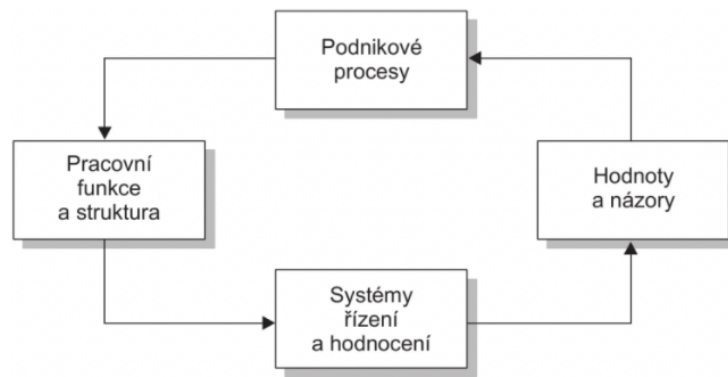 Podnikové
procesy
Pracovní
funkce
a struktura
Hodnoty
a názory
Systémy
řízení
a hodnocení